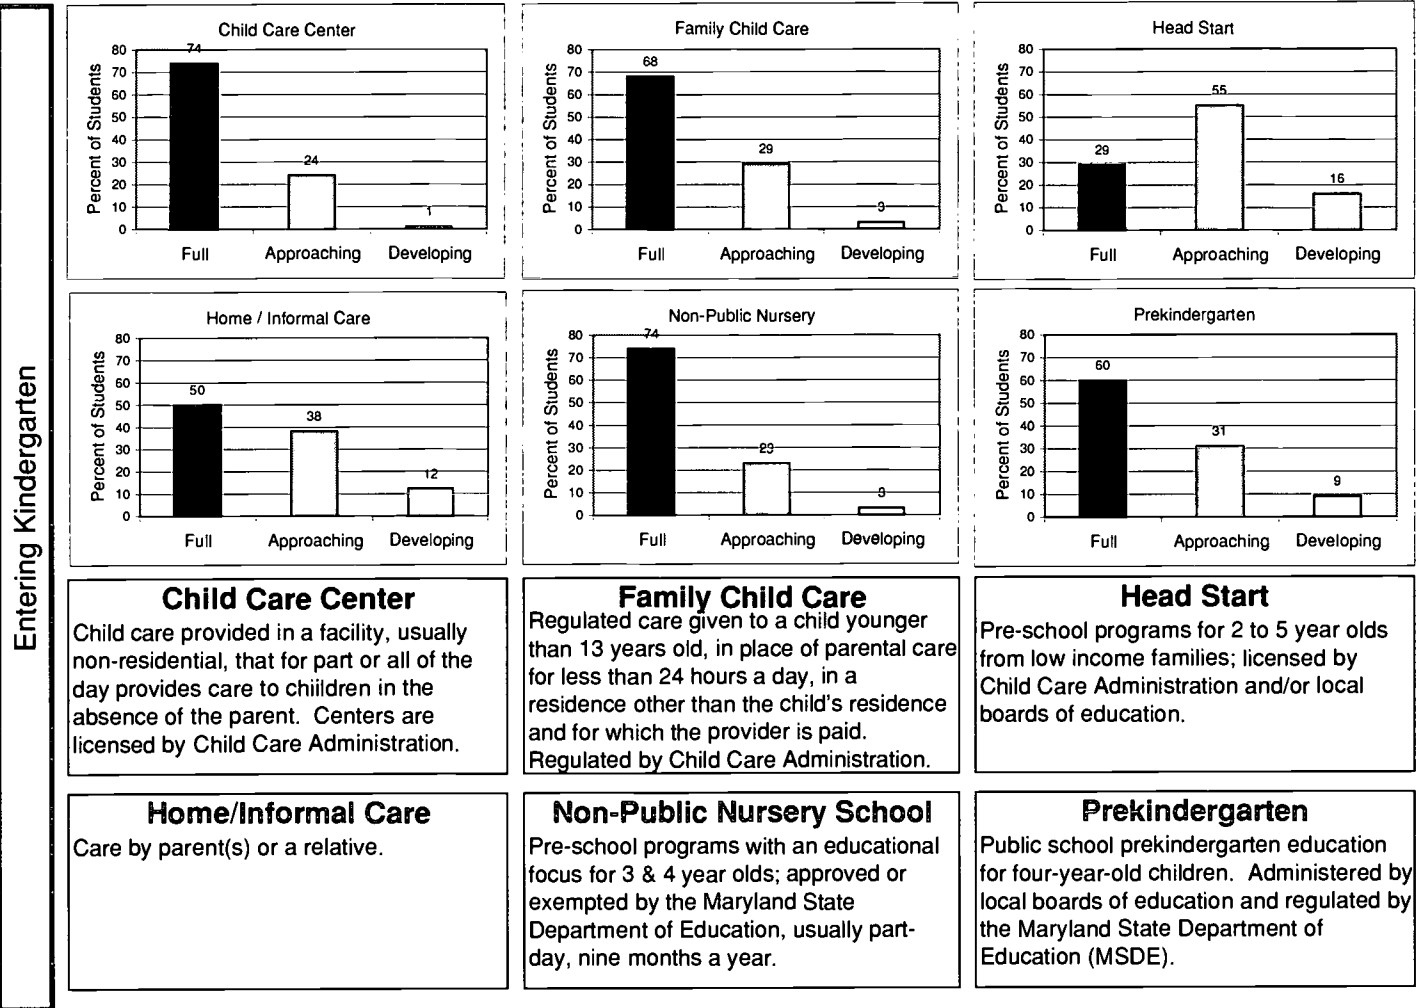 Entering Kindergarten
Child Care Center
Percent of Students
80
70
60
50
40
30
20
10
0
74
24
1
Full Approaching Developing
Family Child Care
Percent of Students
80
70
60
50
40
30
20
10
0
68
29
3
Full Approaching Developing
Head Start
Percent of Students
80
70
60
50
40
30
20
10
0
29
55
16
Full Approaching Developing
Home / Informal Care
Percent of Students
80
70
60
50
40
30
20
10
0
50
38
12
Full Approaching Developing
Non-Public Nursery
Percent of Students
80
70
60
50
40
30
20
10
0
74
23
3
Full Approaching Developing
Prekindergarten
Percent of Students
80
70
60
50
40
30
20
10
0
60
31
9
Full Approaching Developing
Child Care Center
Child care provided in a facility, usually
non-residential, that for part or all of the
day provides care to chiildren in the
absence of the parent. Centers are
licensed by Child Care Administration.
Family Child Care
Regulated care given to a child younger
than 13 years old, in place of parental care
for less than 24 hours a day, in a
residence other than the child's residence
and for which the provider is paid.
Regulated by Child Care Administration.
Head Start
Pre-school programs for 2 to 5 year olds
from low income families; licensed by
Child Care Administration and/or local
boards of education.
Home/Informal Care
Care by parent(s) or a relative.
Non-Public Nursery School
Pre-school programs with an educational
focus for 3 & 4 year olds; approved or
exempted by the Maryland State
Department of Education, usually part-
day, nine months a year.
Prekindergarten
Public school prekindergarten education
for four-year-old children. Administered by
local boards of education and regulated by
the Maryland State Department of
Education (MSDE).